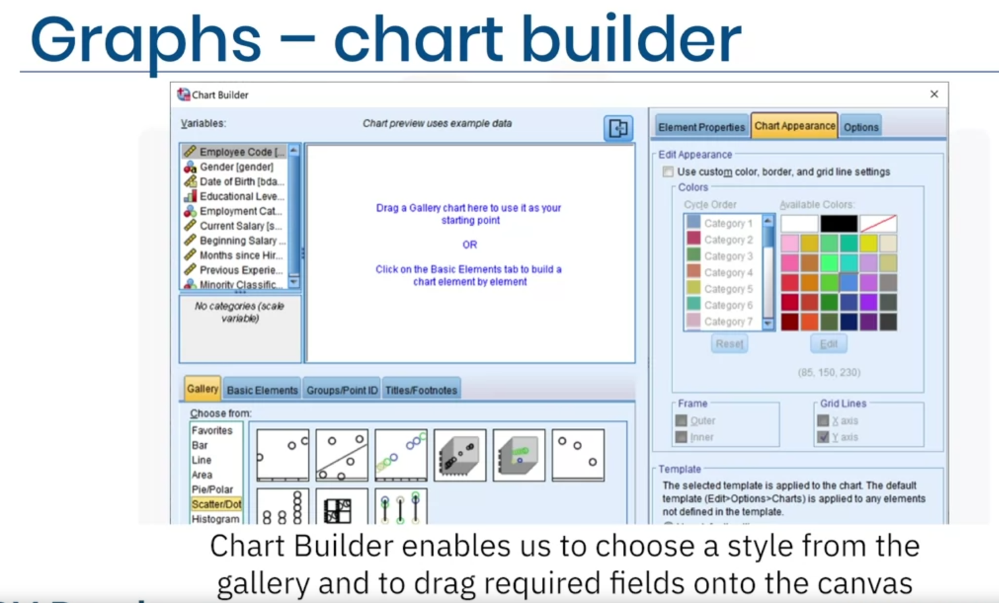 Graphs – chart builder
Chart Builder
Variables:
Chart preview uses example data
Employee Code [...
Gender [gender]
Date of Birth [bda...
Educational Leve...
Employment Cat...
Current Salary [s...
Beginning Salary ...
Months since Hir...
Previous Experie...
Minority Classific...
No categories (scale
variable)
Drag a Gallery chart here to use it as your
starting point
OR
Click on the Basic Elements tab to build a
chart element by element
Gallery Basic Elements Groups/Point ID Titles/Footnotes
Choose from:
Favorites
Bar
Line
Area
Pie/Polar
Scatter/Dot
Histogram
Element Properties Chart Appearance Options
Edit Appearance
Use custom color, border, and grid line settings
Colors
Cycle Order Available Colors:
Category 1
Category 2
Category 3
Category 4
Category 5
Category 6
Category 7
Reset Edit
(85, 150, 230)
Frame Grid Lines
Outer X axis
Inner Y axis
Template
The selected template is applied to the chart. The default
template (Edit>Options>Charts) is applied to any elements
not defined in the template.
Chart Builder enables us to choose a style from the
gallery and to drag required fields onto the canvas